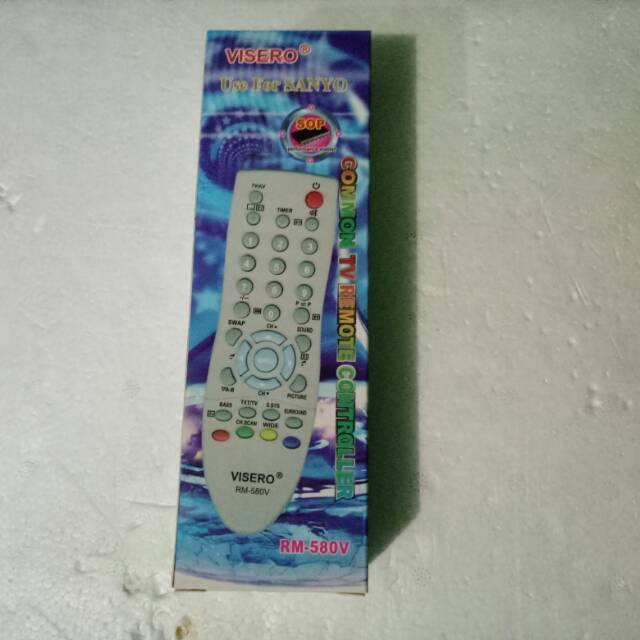 VISERO®
Use For SANYO
SOP
COMMON TV REMOTE CONTROLLER
TV/AV
TIMER
-/--
P P
SWAP
CH▲
SOUND
CH▼
PICTURE
BASS
TXT/TV
S.SYS
SURROUND
CH.SCAN
WIDE
VISERO®
RM-580V
RM-580V